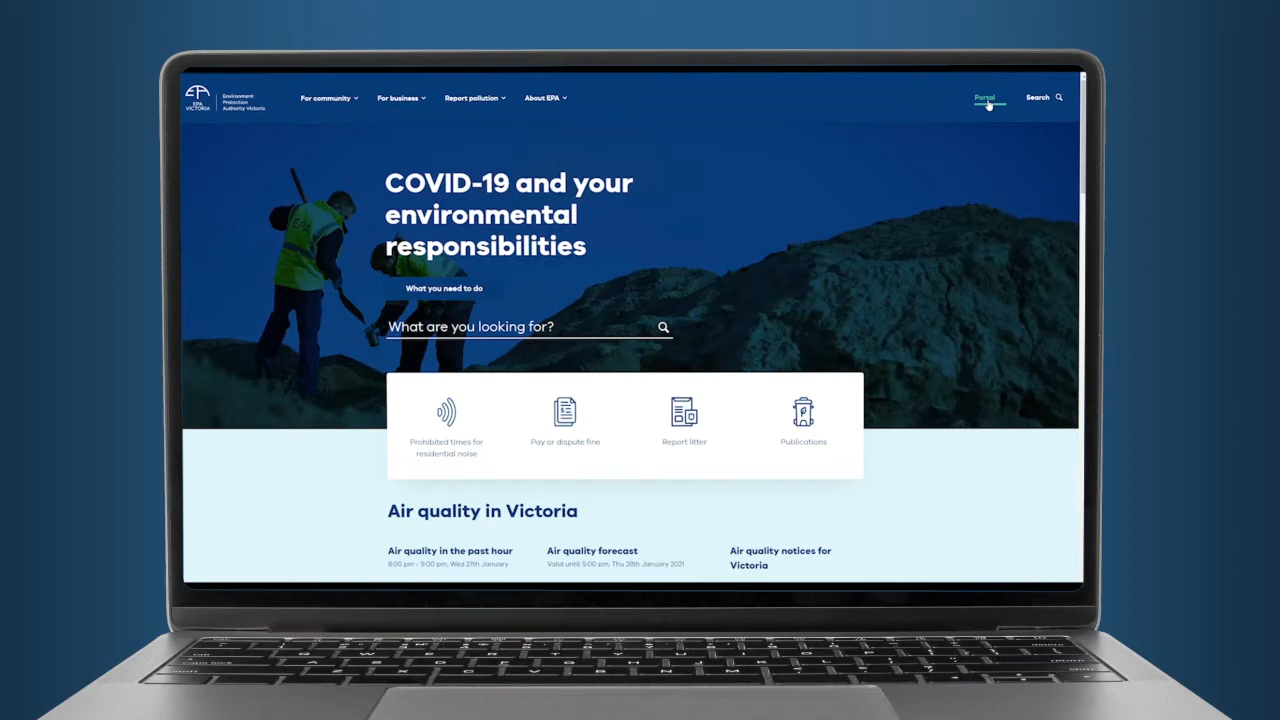 EPA
VICTORIA
Environment
Protection
Authority Victoria
For community
For business
Report pollution
About EPA
Portal
Search
COVID-19 and your
environmental
responsibilities
What you need to do
What are you looking for?
Prohibited times for
residential noise
Pay or dispute fine
Report litter
Publications
Air quality in Victoria
Air quality in the past hour
8:00 pm - 9:00 pm, Wed 27th January
Air quality forecast
Valid until: 5:00 pm, Thu 28th January 2021
Air quality notices for
Victoria